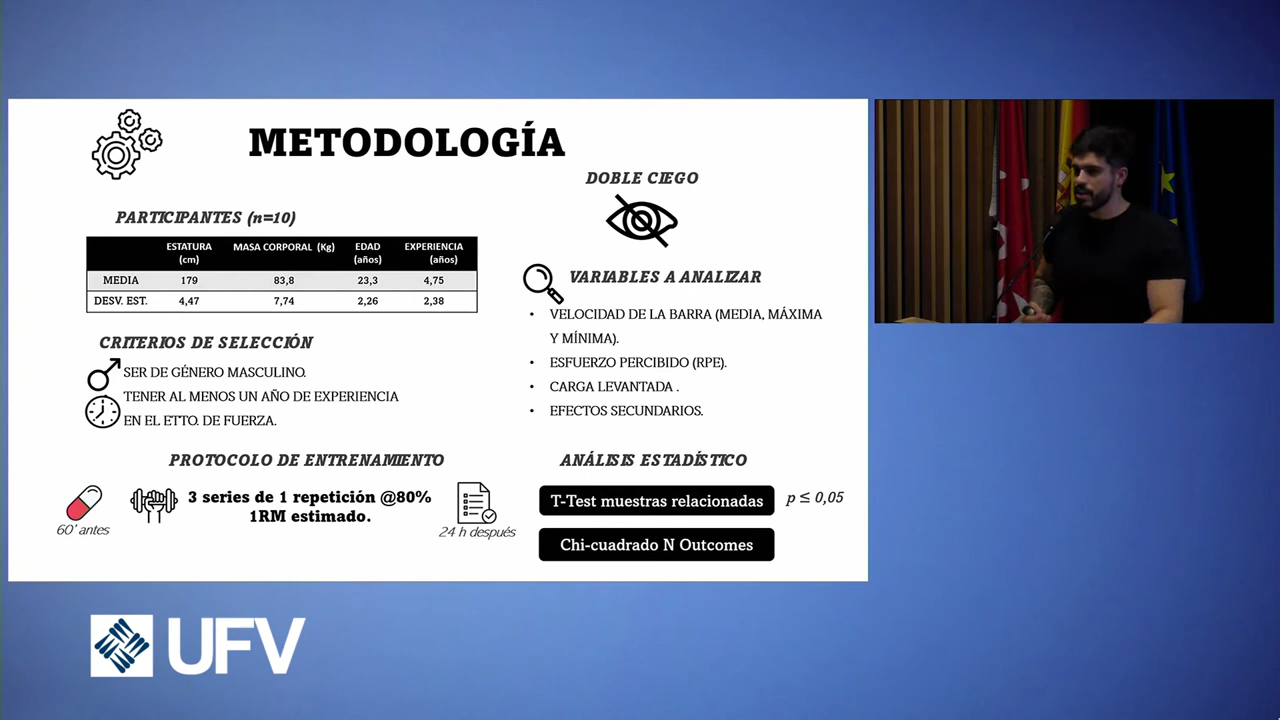 METODOLOGÍA
PARTICIPANTES (n=10)
ESTATURA (cm) MASA CORPORAL (Kg) EDAD (años) EXPERIENCIA (años)
MEDIA 179 83,8 23,3 4,75
DESV. EST. 4,47 7,74 2,26 2,38
CRITERIOS DE SELECCIÓN
SER DE GÉNERO MASCULINO.
TENER AL MENOS UN AÑO DE EXPERIENCIA
EN EL ETTO. DE FUERZA.
PROTOCOLO DE ENTRENAMIENTO
60' antes
3 series de 1 repetición @80%
1RM estimado.
24 h después
DOBLE CIEGO
VARIABLES A ANALIZAR
• VELOCIDAD DE LA BARRA (MEDIA, MÁXIMA
Y MÍNIMA).
• ESFUERZO PERCIBIDO (RPE).
• CARGA LEVANTADA .
• EFECTOS SECUNDARIOS.
ANÁLISIS ESTADÍSTICO
T-Test muestras relacionadas p ≤ 0,05
Chi-cuadrado N Outcomes
UFV